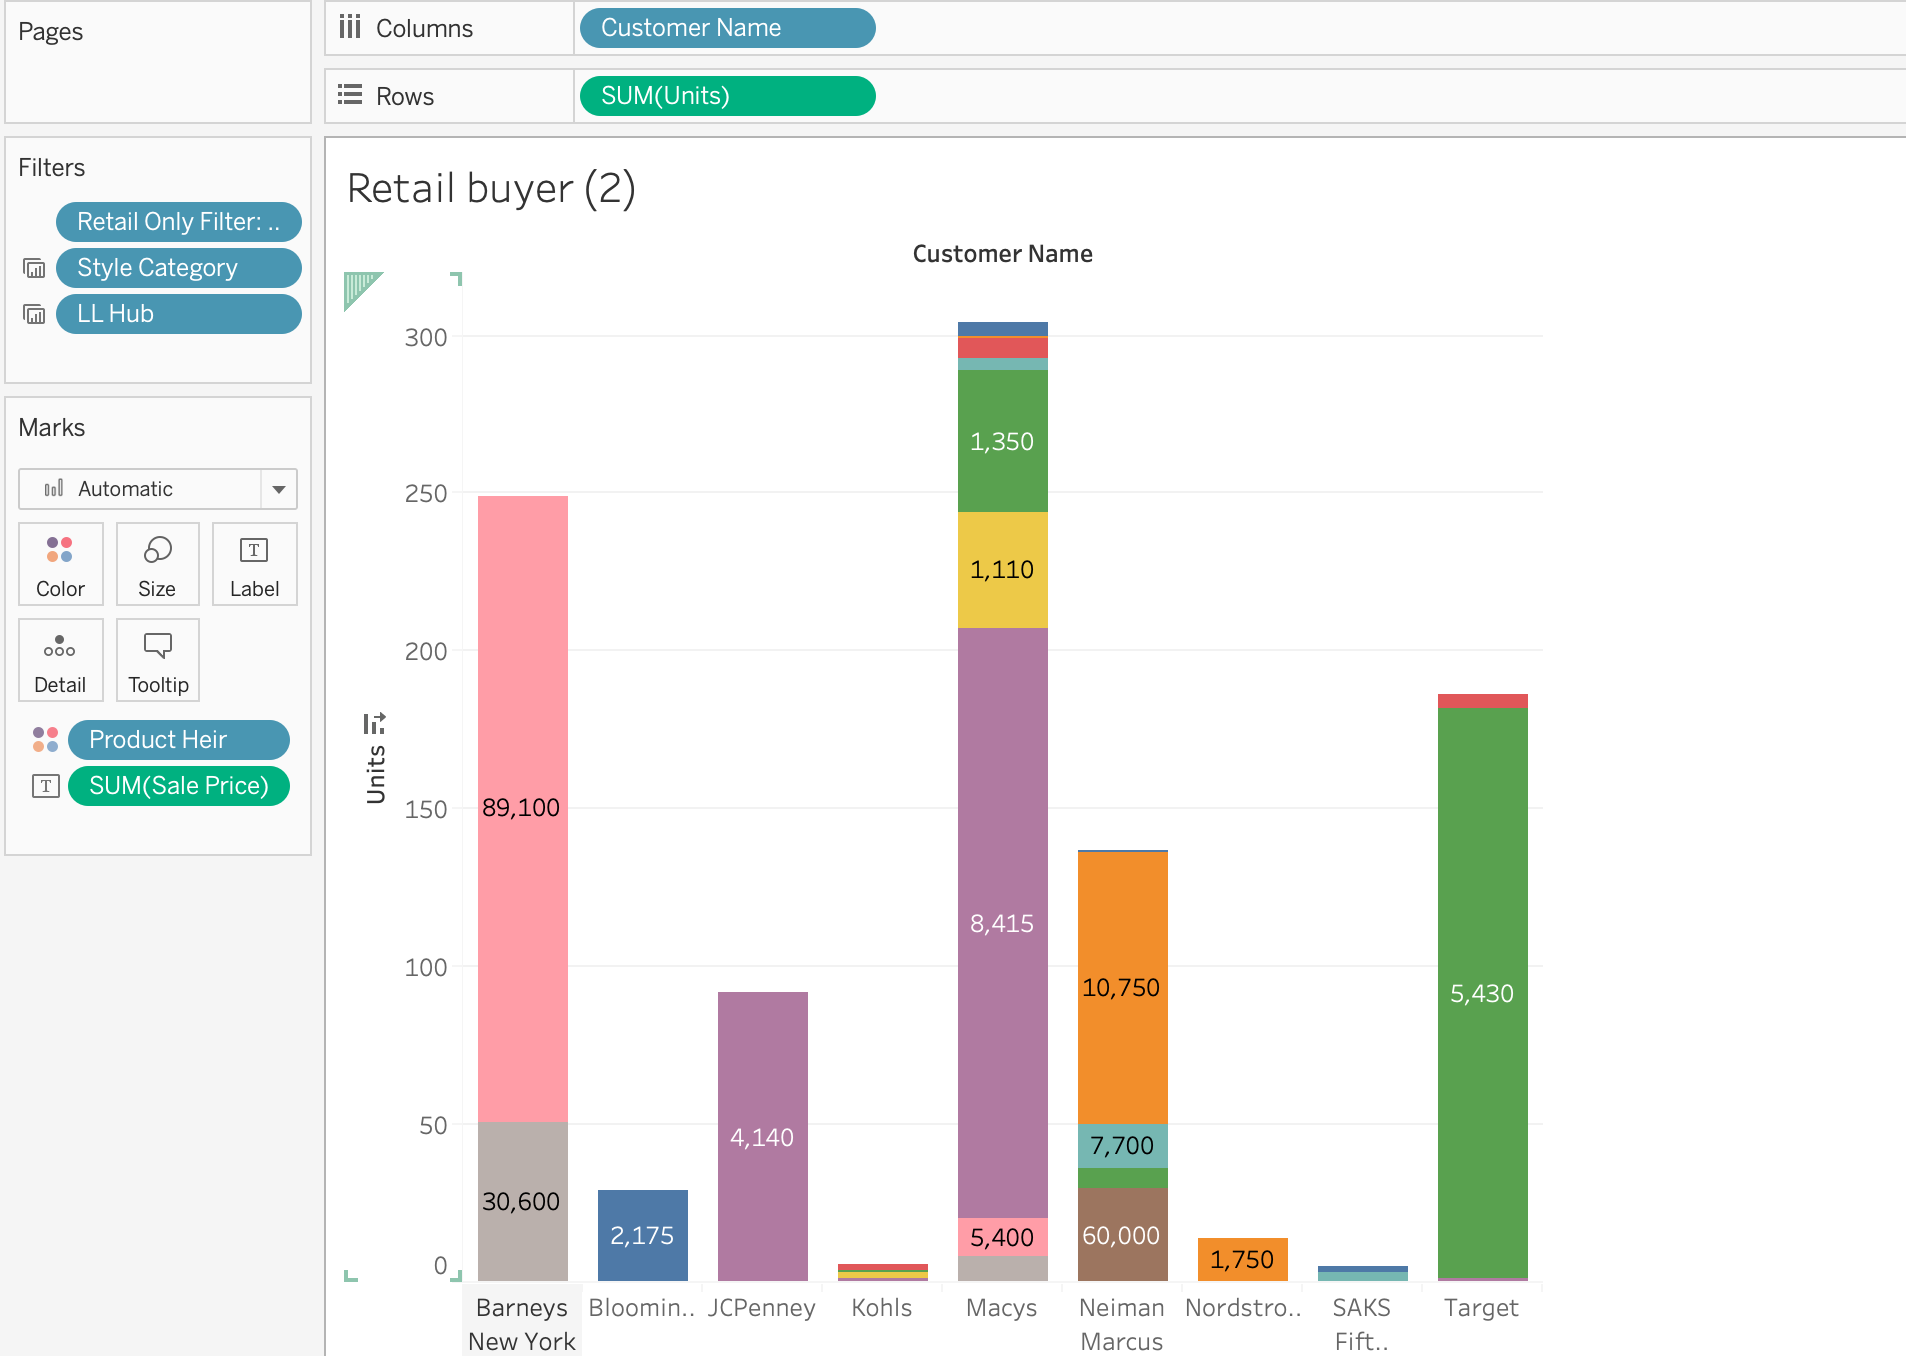 Pages
Columns
Customer Name
Rows
SUM(Units)
Filters
Retail Only Filter: ..
Style Category
LL Hub
Marks
Automatic
Color
Size
Label
Detail
Tooltip
Product Heir
SUM(Sale Price)
Retail buyer (2)
Customer Name
Units
300
250
200
150
100
50
0
89,100
30,600
2,175
4,140
1,350
1,110
8,415
5,400
10,750
7,700
60,000
1,750
5,430
Barneys
New York
Bloomin..
JCPenney
Kohls
Macys
Neiman
Marcus
Nordstro..
SAKS
Fift..
Target